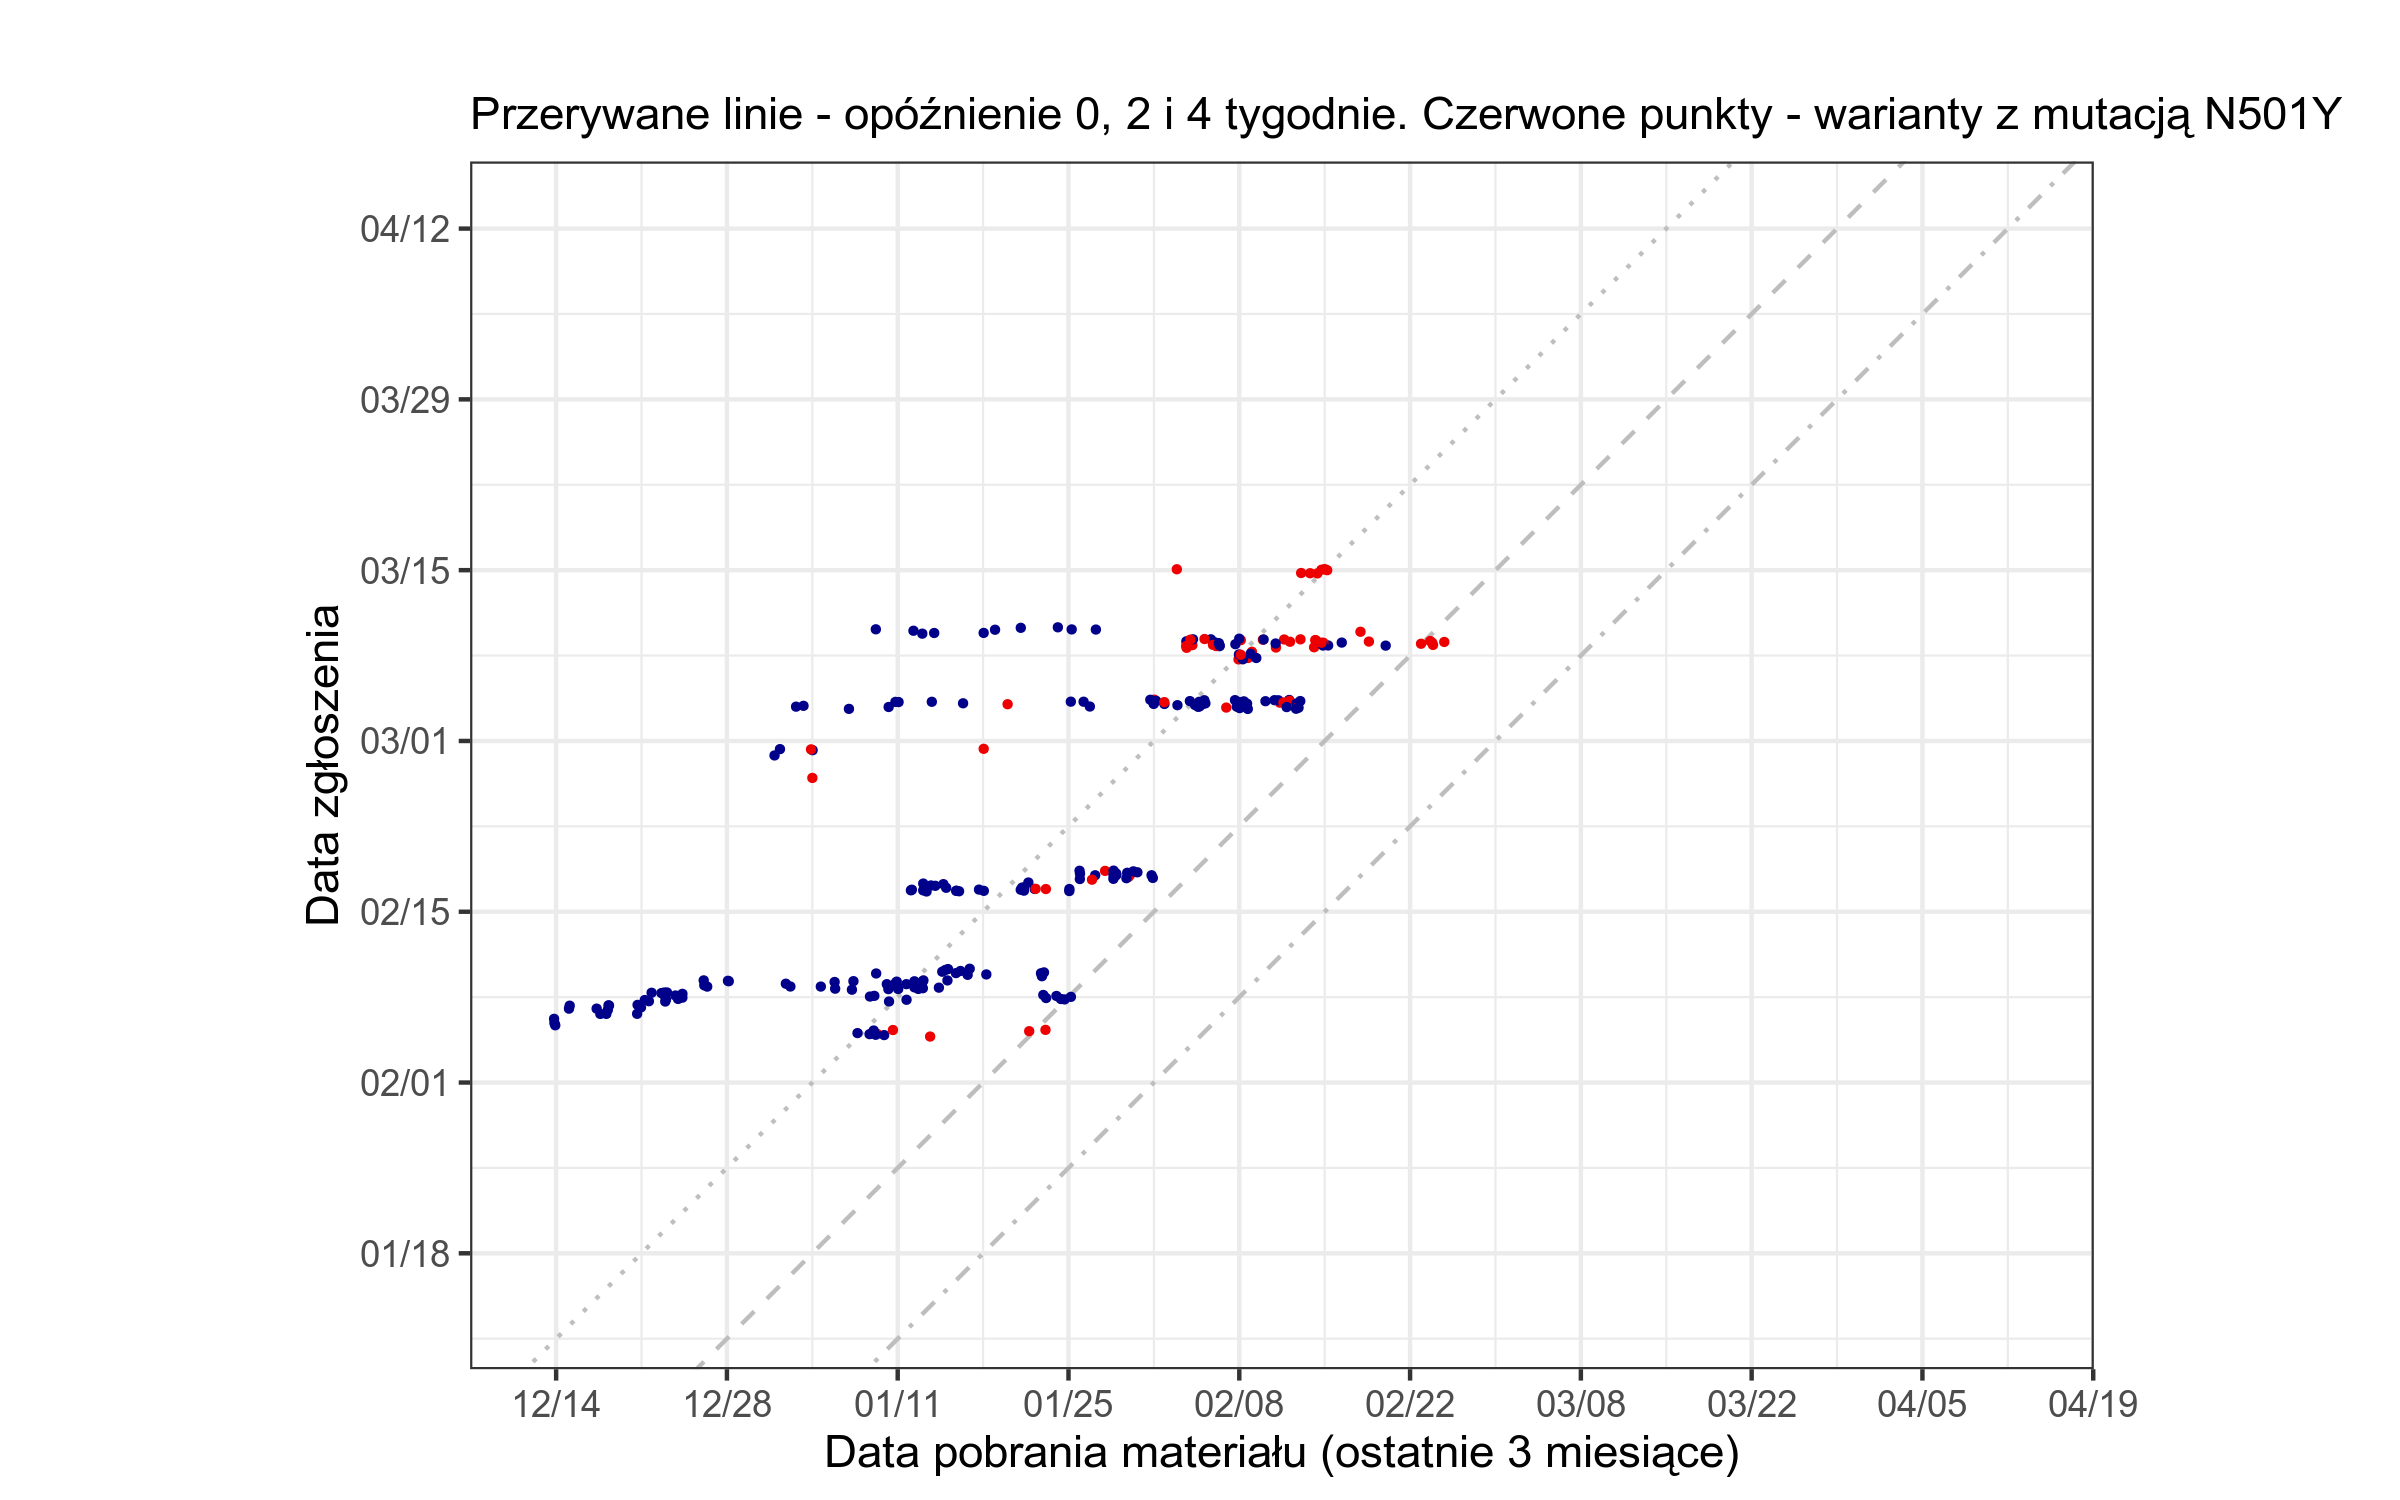 Przerywane linie - opóźnienie 0, 2 i 4 tygodnie. Czerwone punkty - warianty z mutacją N501Y
Data zgłoszenia
04/12
03/29
03/15
03/01
02/15
02/01
01/18
12/14 12/28 01/11 01/25 02/08 02/22 03/08 03/22 04/05 04/19
Data pobrania materiału (ostatnie 3 miesiące)